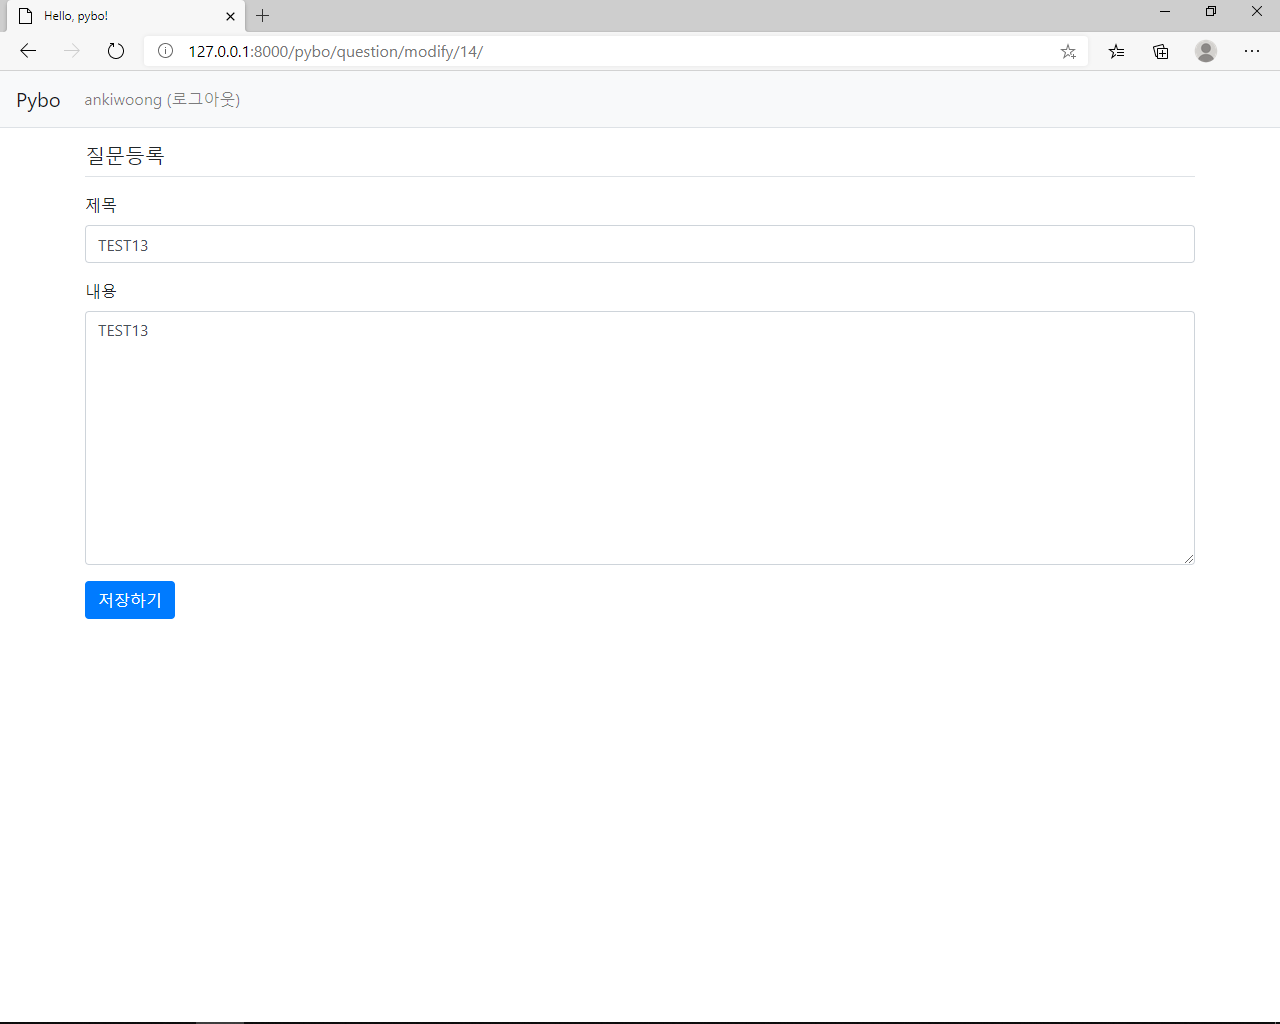 Hello, pybo!
127.0.0.1:8000/pybo/question/modify/14/
Pybo ankiwoong (로그아웃)
질문등록
제목
TEST13
내용
TEST13
저장하기